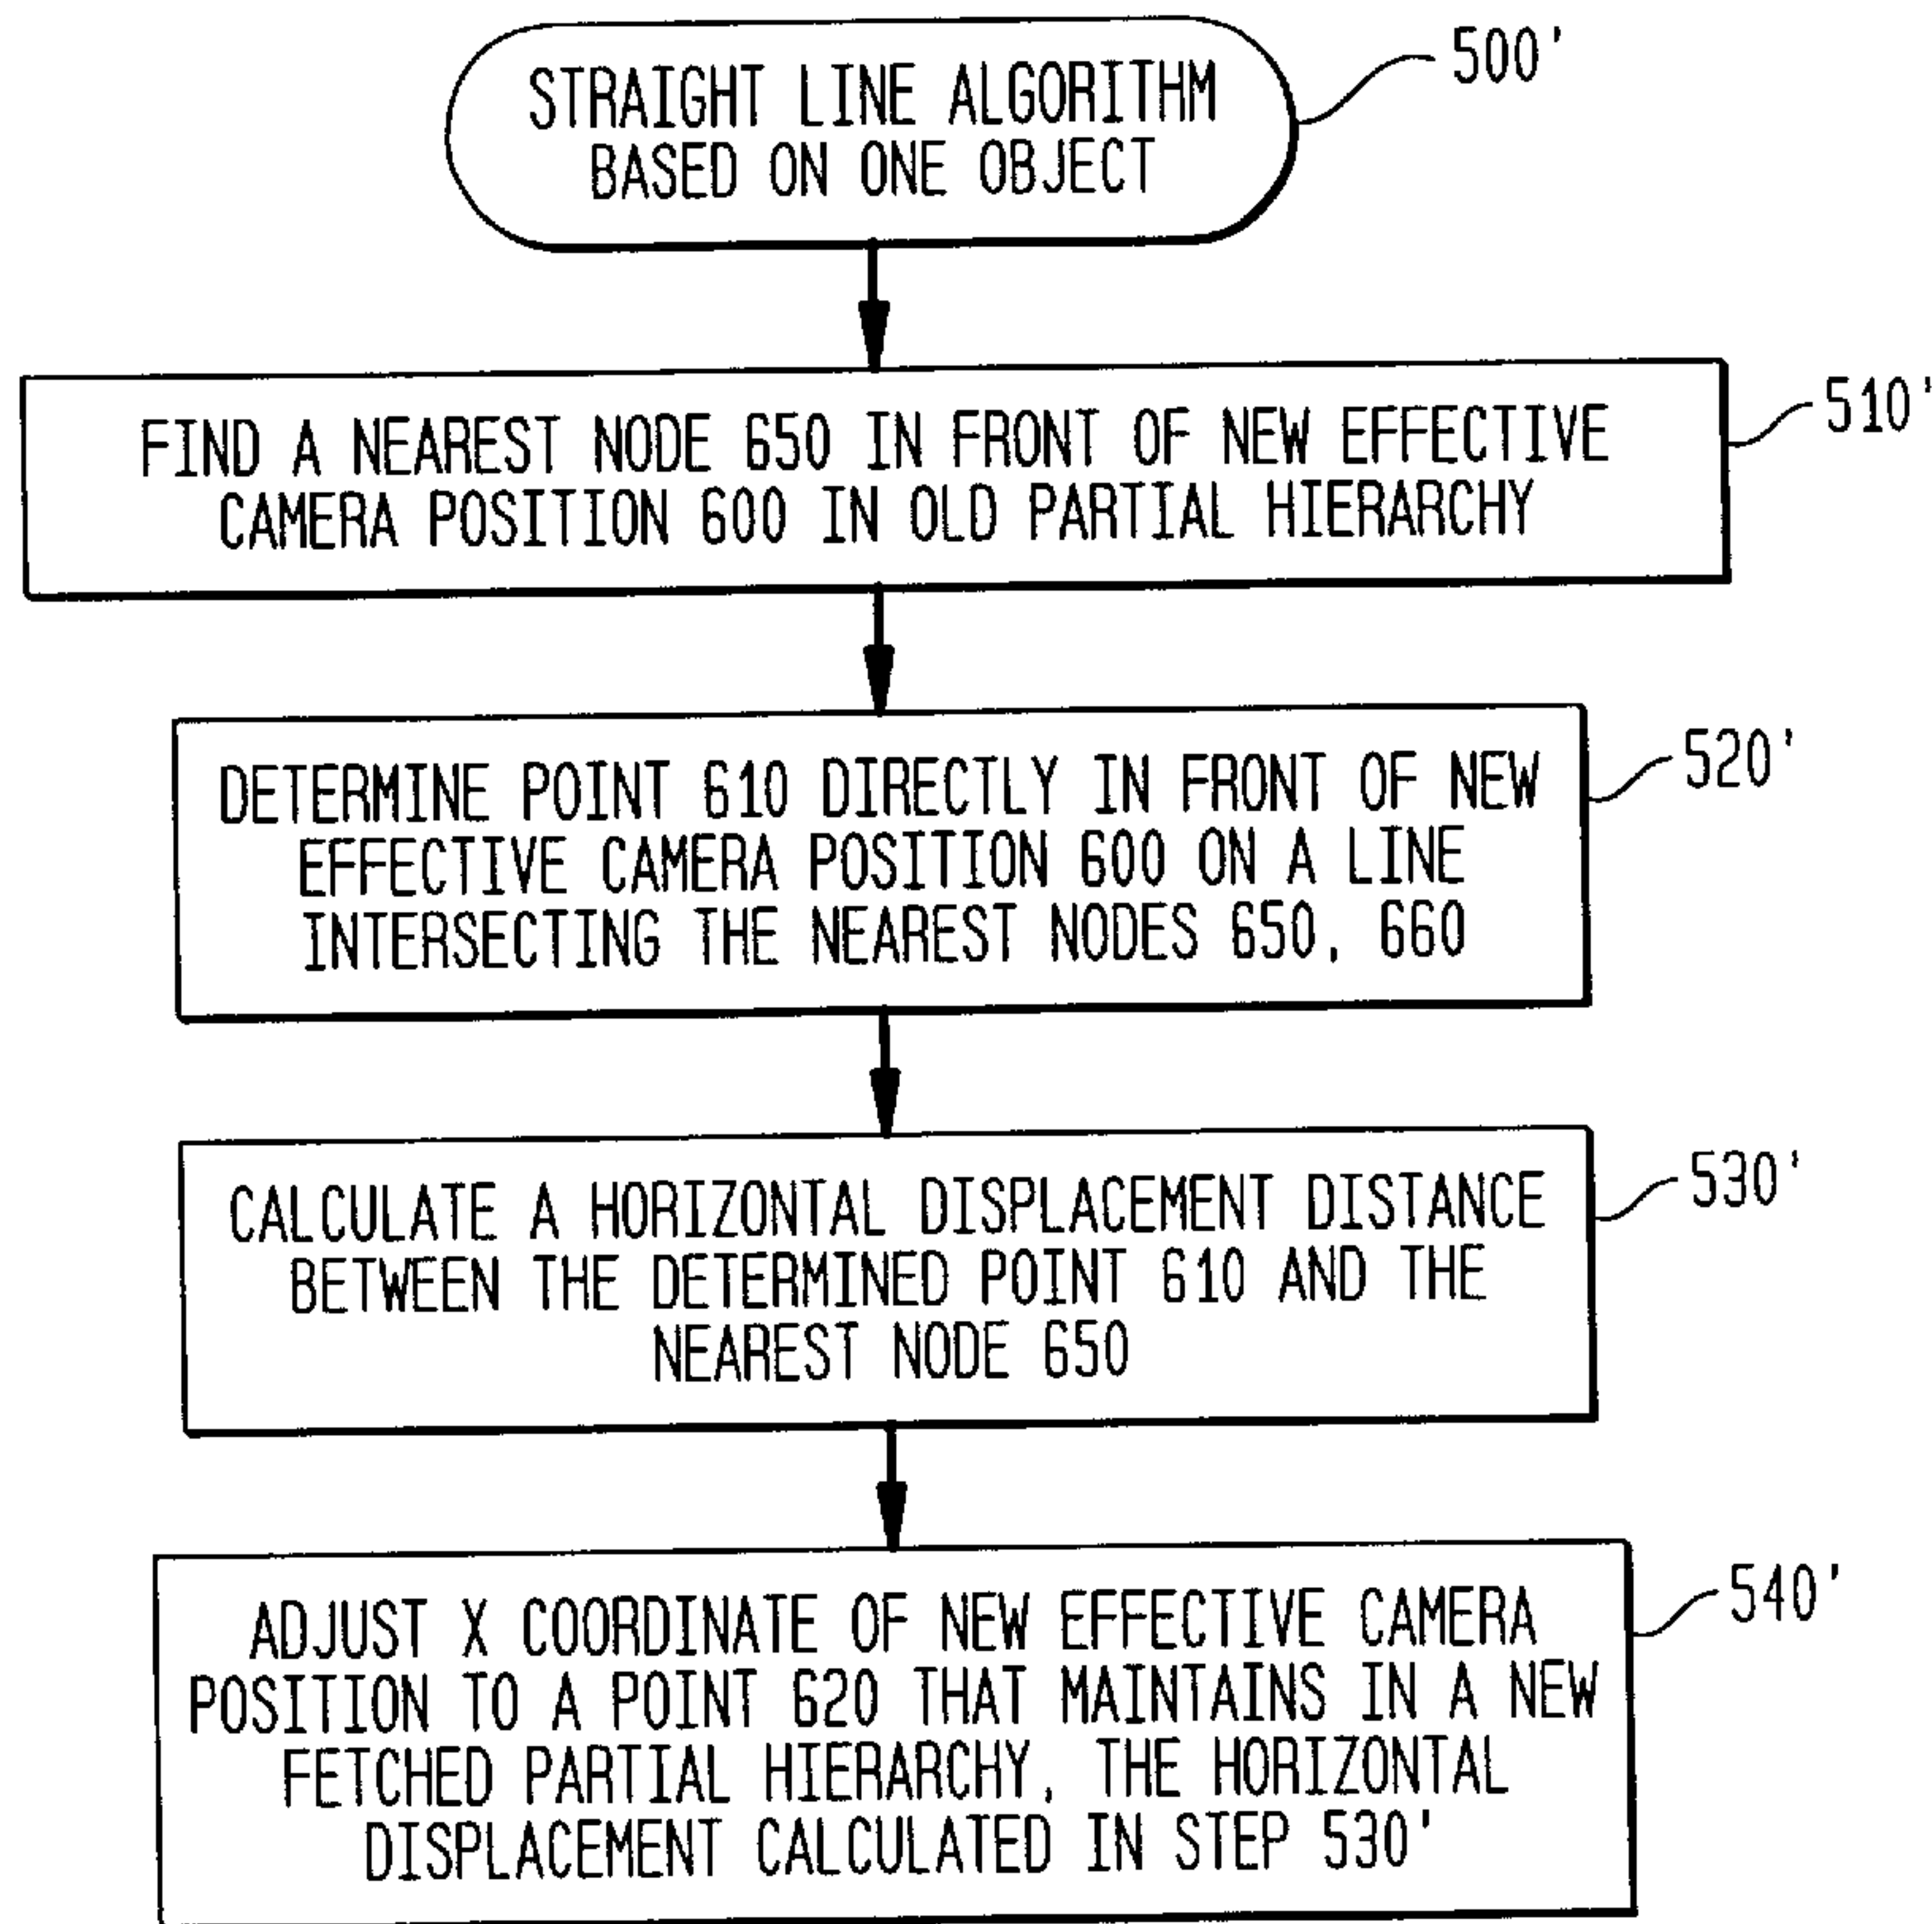 STRAIGHT LINE ALGORITHM
BASED ON ONE OBJECT
500'
FIND A NEAREST NODE 650 IN FRONT OF NEW EFFECTIVE
CAMERA POSITION 600 IN OLD PARTIAL HIERARCHY
510'
DETERMINE POINT 610 DIRECTLY IN FRONT OF NEW
EFFECTIVE CAMERA POSITION 600 ON A LINE
INTERSECTING THE NEAREST NODES 650, 660
520'
CALCULATE A HORIZONTAL DISPLACEMENT DISTANCE
BETWEEN THE DETERMINED POINT 610 AND THE
NEAREST NODE 650
530'
ADJUST X COORDINATE OF NEW EFFECTIVE CAMERA
POSITION TO A POINT 620 THAT MAINTAINS IN A NEW
FETCHED PARTIAL HIERARCHY, THE HORIZONTAL
DISPLACEMENT CALCULATED IN STEP 530'
540'